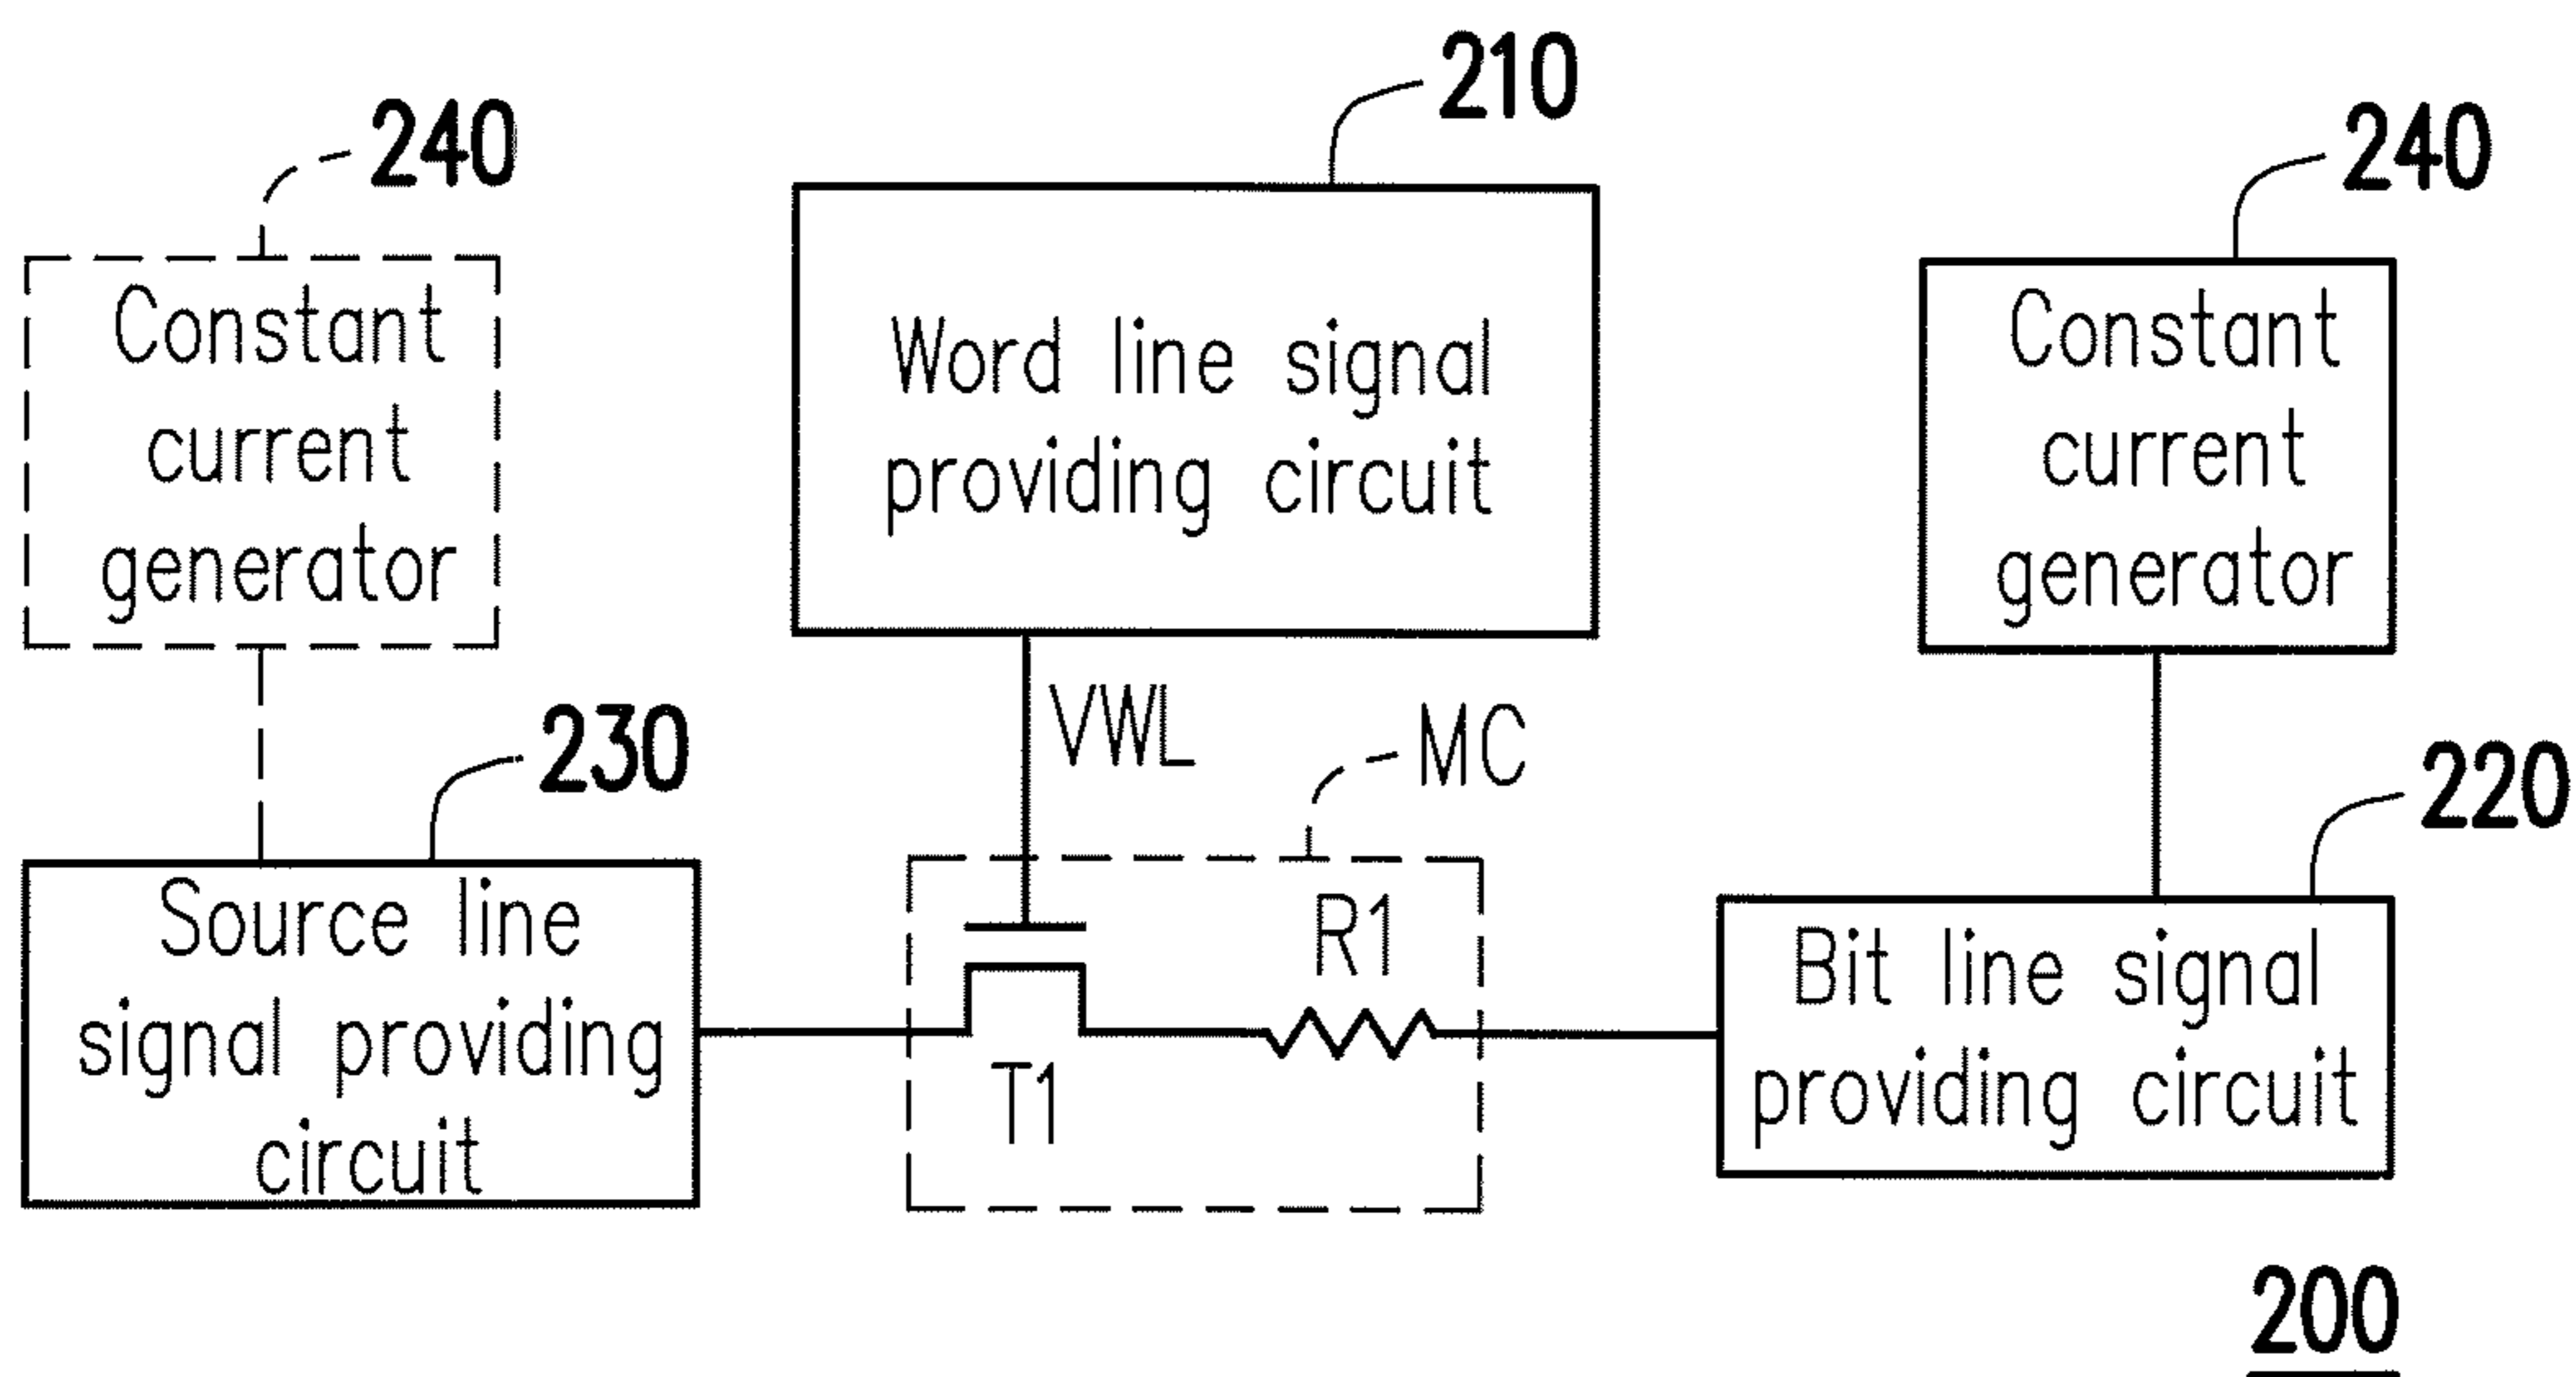 210
240
240
Constant
current
generator
Word line signal
providing circuit
Constant
current
generator
VWL
MC
230
220
Source line
signal providing
circuit
R1
T1
Bit line signal
providing circuit
200